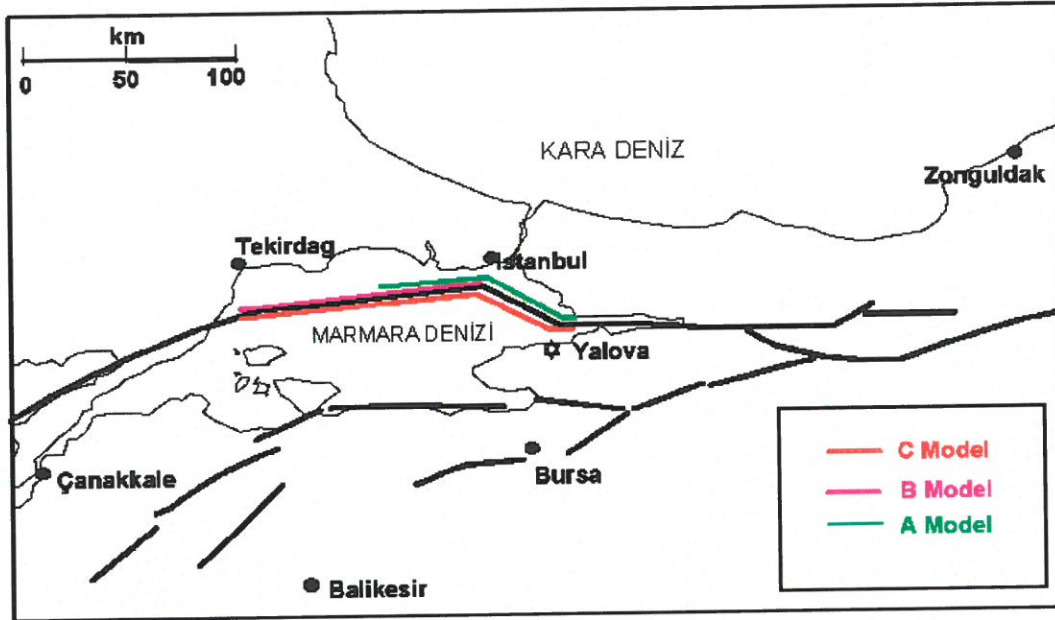 km
0 50 100
KARA DENİZ
Zonguldak
Tekirdag
Istanbul
MARMARA DENİZİ
Yalova
Çanakkale
Bursa
Balikesir
C Model
B Model
A Model